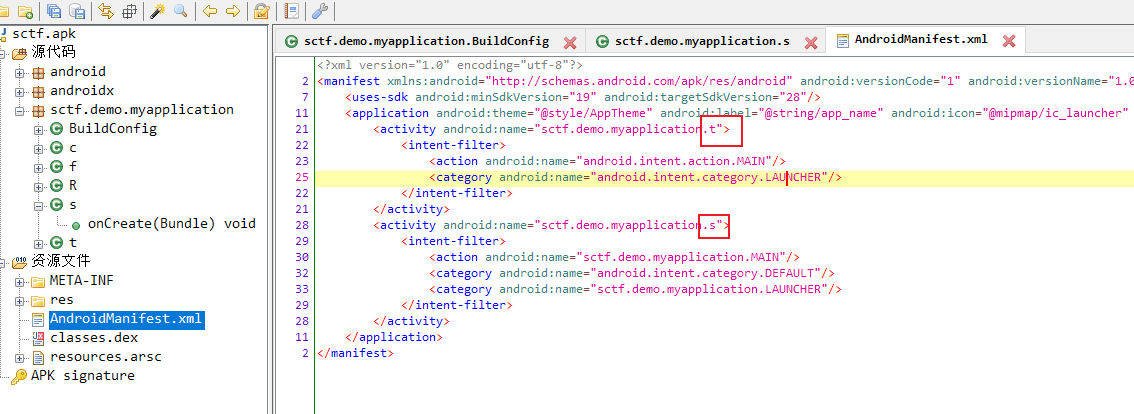 sctf.apk
源代码
android
androidx
sctf.demo.myapplication
BuildConfig
c
f
R
s
onCreate(Bundle) void
t
资源文件
META-INF
res
AndroidManifest.xml
classes.dex
resources.arsc
APK signature
sctf.demo.myapplication.BuildConfig
sctf.demo.myapplication.s
AndroidManifest.xml
<?xml version="1.0" encoding="utf-8"?>
2 <manifest xmlns:android="http://schemas.android.com/apk/res/android" android:versionCode="1" android:versionName="1.0
7 <uses-sdk android:minSdkVersion="19" android:targetSdkVersion="28"/>
11 <application android:theme="@style/AppTheme" android:label="@string/app_name" android:icon="@mipmap/ic_launcher"
21 <activity android:name="sctf.demo.myapplication.t">
22 <intent-filter>
23 <action android:name="android.intent.action.MAIN"/>
25 <category android:name="android.intent.category.LAUNCHER"/>
22 </intent-filter>
21 </activity>
28 <activity android:name="sctf.demo.myapplication.s">
29 <intent-filter>
30 <action android:name="sctf.demo.myapplication.MAIN"/>
32 <category android:name="android.intent.category.DEFAULT"/>
33 <category android:name="sctf.demo.myapplication.LAUNCHER"/>
29 </intent-filter>
28 </activity>
11 </application>
2 </manifest>